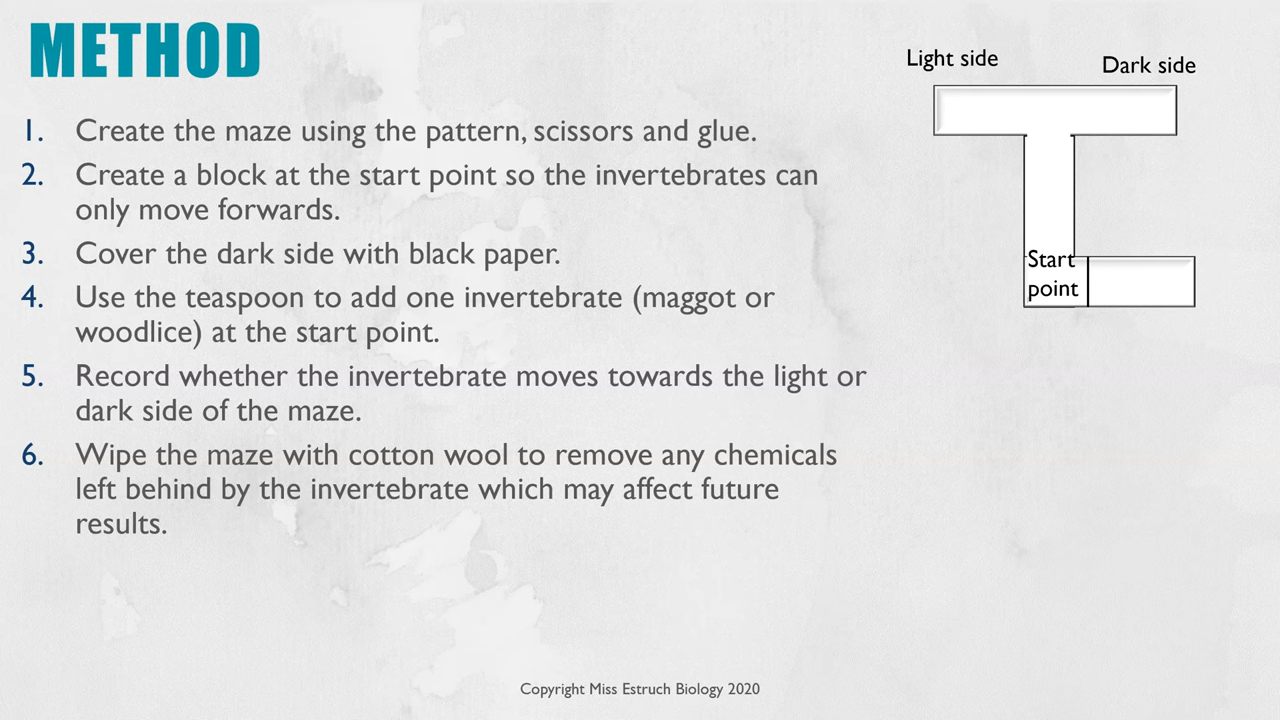 METHOD
Light side
Dark side
1. Create the maze using the pattern, scissors and glue.
2. Create a block at the start point so the invertebrates can
only move forwards.
3. Cover the dark side with black paper.
4. Use the teaspoon to add one invertebrate (maggot or
woodlice) at the start point.
5. Record whether the invertebrate moves towards the light or
dark side of the maze.
6. Wipe the maze with cotton wool to remove any chemicals
left behind by the invertebrate which may affect future
results.
Start
point
Copyright Miss Estruch Biology 2020